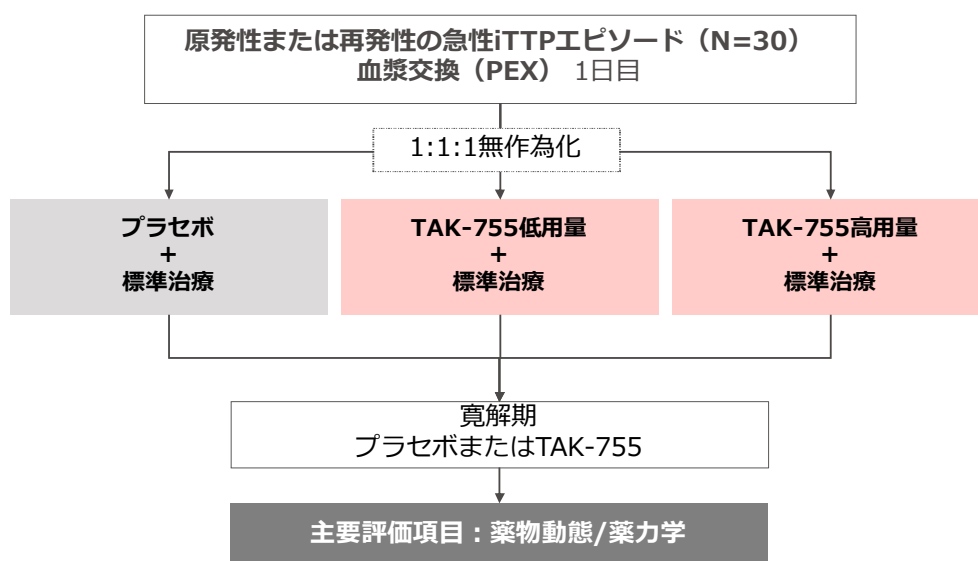 原発性または再発性の急性iTTPエピソード（N=30）
血漿交換（PEX） 1日目
1:1:1無作為化
プラセボ
+
標準治療
TAK-755低用量
+
標準治療
TAK-755高用量
+
標準治療
寛解期
プラセボまたはTAK-755
主要評価項目：薬物動態/薬力学